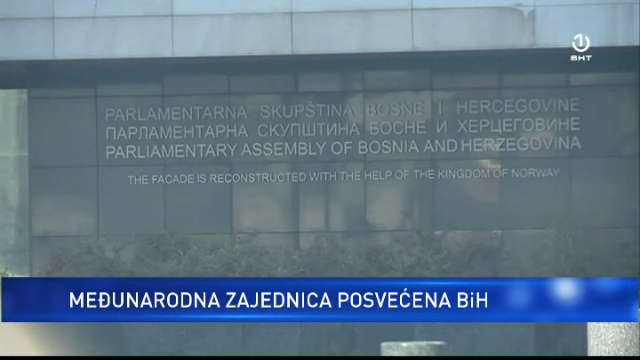 1
BHT
PARLAMENTARNA SKUPŠTINA BOSNE I HERCEGOVINE
ПАРЛАМЕНТАРНА СКУПШТИНА БОСНЕ И ХЕРЦЕГОВИНЕ
PARLIAMENTARY ASSEMBLY OF BOSNIA AND HERZEGOVINA
THE FACADE IS RECONSTRUCTED WITH THE HELP OF THE KINGDOM OF NORWAY
MEĐUNARODNA ZAJEDNICA POSVEĆENA BiH